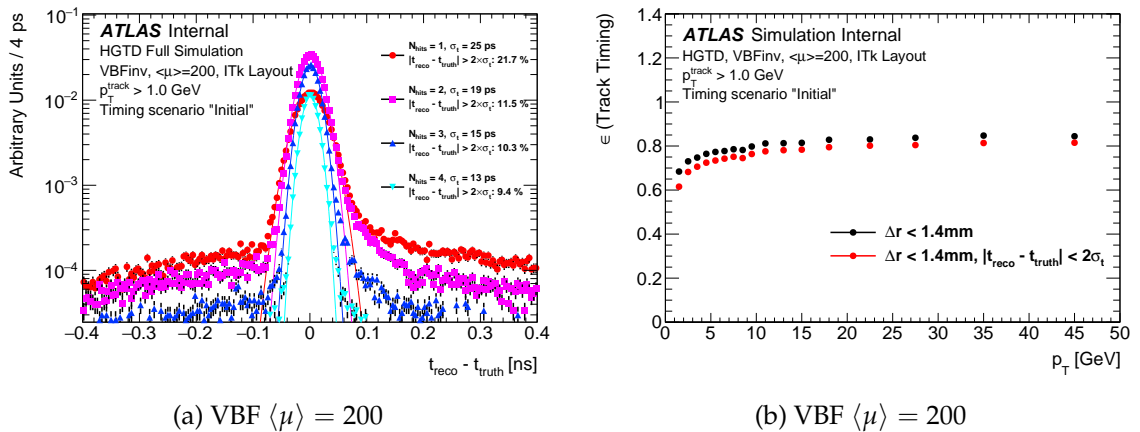 Arbitrary Units / 4 ps
10⁻¹
10⁻²
10⁻³
10⁻⁴
ATLAS Internal
HGTD Full Simulation
VBFinv, <μ>=200, ITk Layout
p_T^track > 1.0 GeV
Timing scenario "Initial"
N_hits = 1, σ_t = 25 ps
|t_reco - t_truth| > 2×σ_t: 21.7 %
N_hits = 2, σ_t = 19 ps
|t_reco - t_truth| > 2×σ_t: 11.5 %
N_hits = 3, σ_t = 15 ps
|t_reco - t_truth| > 2×σ_t: 10.3 %
N_hits = 4, σ_t = 13 ps
|t_reco - t_truth| > 2×σ_t: 9.4 %
−0.4 −0.3 −0.2 −0.1 0 0.1 0.2 0.3 0.4
t_reco - t_truth [ns]
(a) VBF ⟨μ⟩ = 200
ε (Track Timing)
1.4
1.2
1
0.8
0.6
0.4
0.2
0
ATLAS Simulation Internal
HGTD, VBFinv, <μ>=200, ITk Layout
p_T^track > 1.0 GeV
Timing scenario "Initial"
Δr < 1.4mm
Δr < 1.4mm, |t_reco - t_truth| < 2σ_t
0 5 10 15 20 25 30 35 40 45 50
p_T [GeV]
(b) VBF ⟨μ⟩ = 200